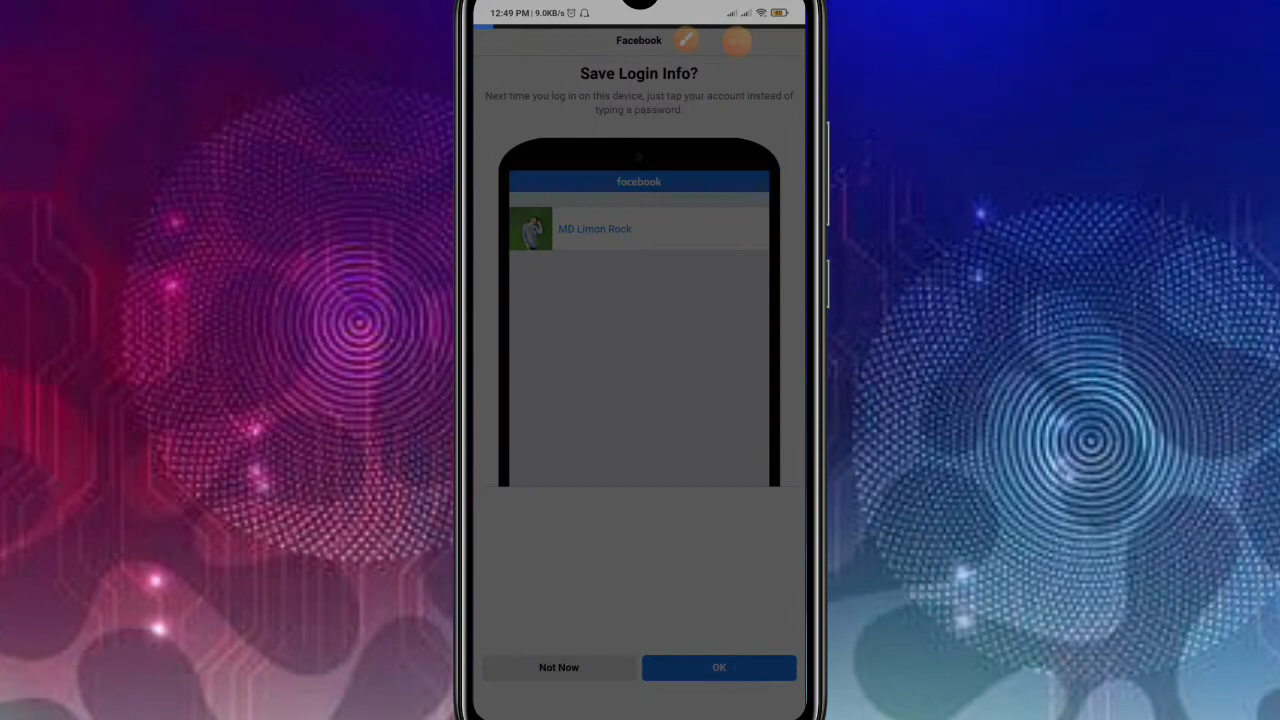 12:49 PM | 9.0KB/s
Facebook
Save Login Info?
Next time you log in on this device, just tap your account instead of
typing a password.
facebook
MD Limon Rock
Not Now
OK